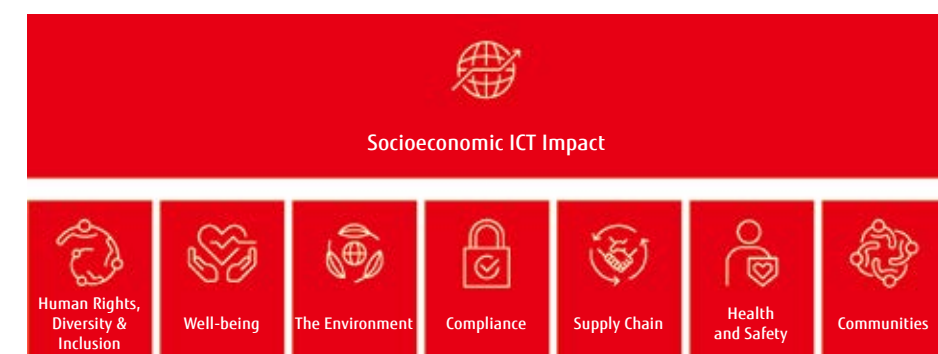 Socioeconomic ICT Impact
Human Rights,
Diversity &
Inclusion
Well-being
The Environment
Compliance
Supply Chain
Health
and Safety
Communities